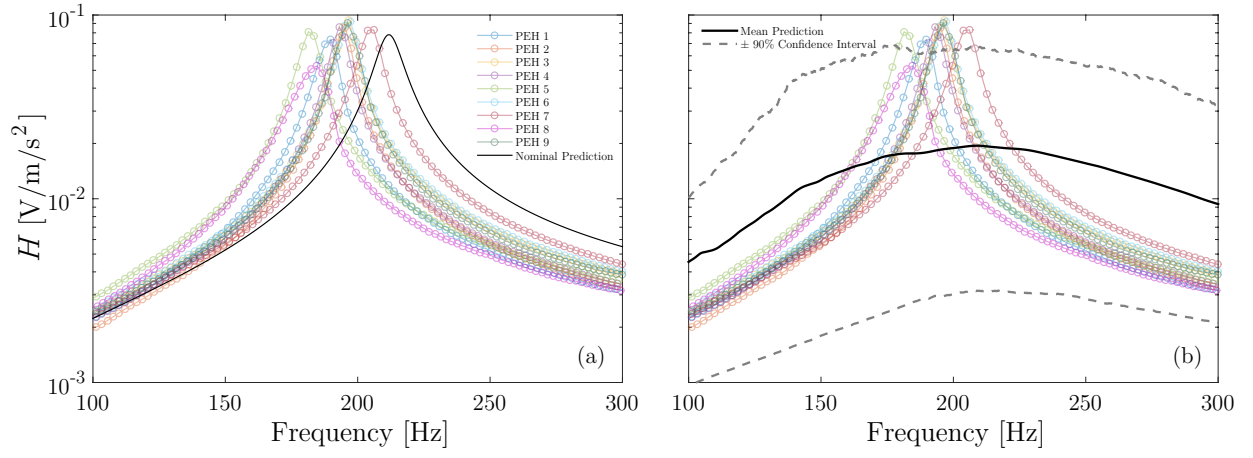 10^-1
10^-2
10^-3
H [V/m/s^2]
PEH 1
PEH 2
PEH 3
PEH 4
PEH 5
PEH 6
PEH 7
PEH 8
PEH 9
Nominal Prediction
(a)
100 150 200 250 300
Frequency [Hz]
Mean Prediction
± 90% Confidence Interval
(b)
100 150 200 250 300
Frequency [Hz]